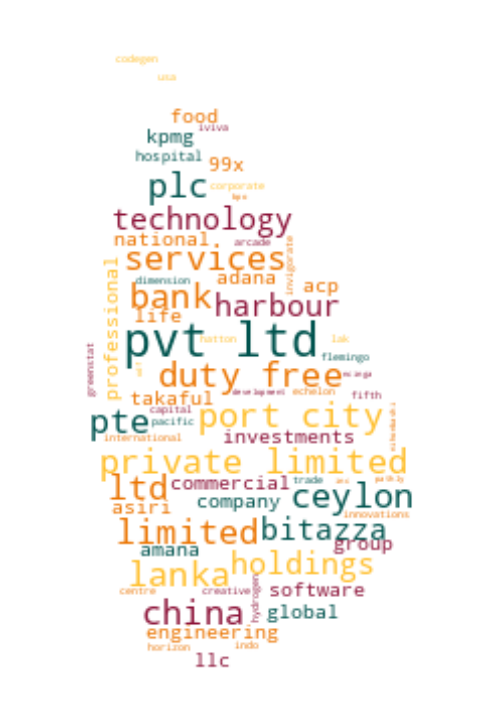 codegen
usa
food
iviva
kpmg
hospital
99x
plc
corporate
bpo
technology
national
arcade
services
invigorate
adana
dimension
acp
professional
bank
harbour
life
pvt ltd
hatton
lak
flemingo
greenstat
duty free
development
echelon
fifth
takaful
capital
port city
pte
pacific
international
investments
private limited
commercial
trade
ltd
ceylon
company
asiri
innovations
limited
bitazza
amana
group
holdings
lanka
centre
creative
hydrogen
software
china
global
engineering
horizon
indo
llc